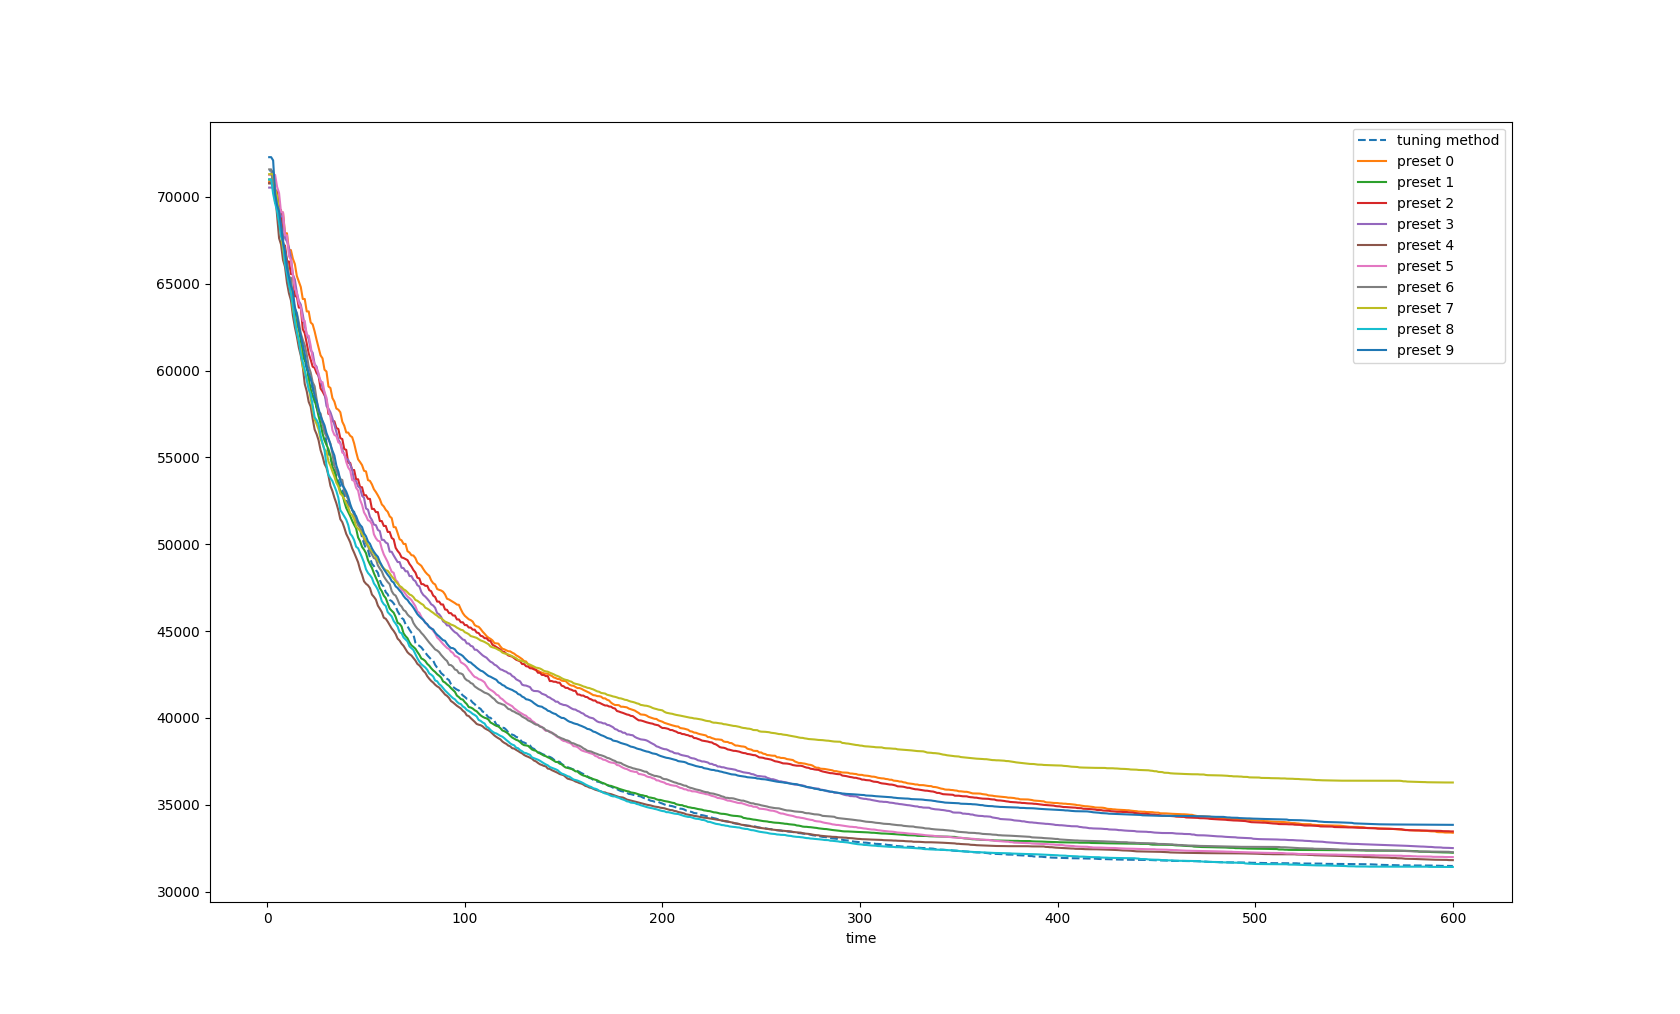 70000
65000
60000
55000
50000
45000
40000
35000
30000
0 100 200 300 400 500 600
time
tuning method
preset 0
preset 1
preset 2
preset 3
preset 4
preset 5
preset 6
preset 7
preset 8
preset 9